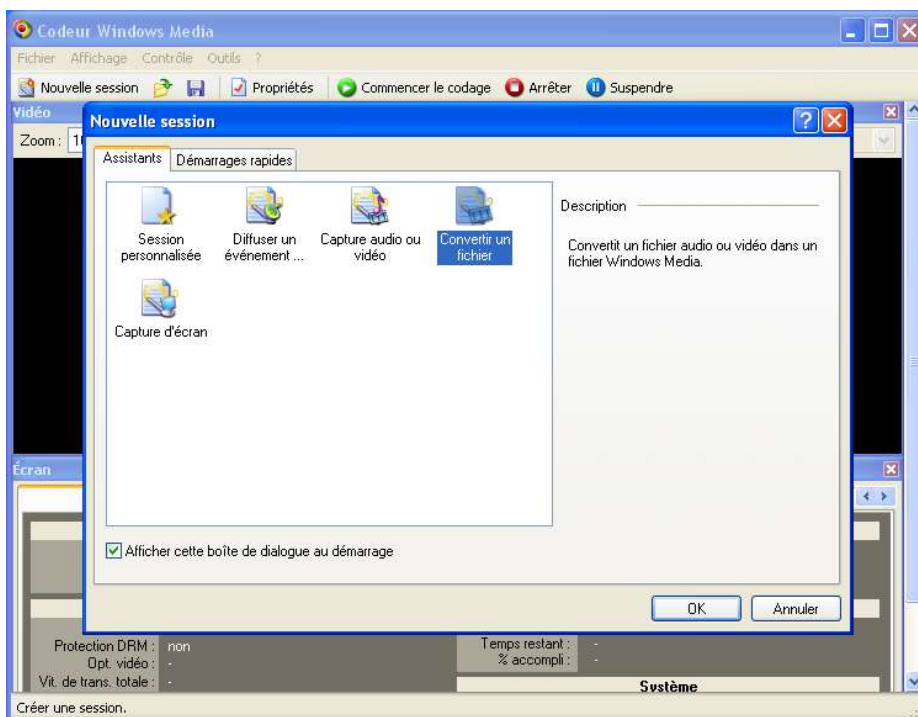 Codeur Windows Media
Fichier Affichage Contrôle Outils ?
Nouvelle session Propriétés Commencer le codage Arrêter Suspendre
Vidéo
Zoom :
Nouvelle session
Assistants Démarrages rapides
Session personnalisée
Diffuser un événement ...
Capture audio ou vidéo
Convertir un fichier
Capture d'écran
Description
Convertit un fichier audio ou vidéo dans un
fichier Windows Media.
Afficher cette boîte de dialogue au démarrage
OK Annuler
Écran
Protection DRM : non
Opt. vidéo : -
Vit. de trans. totale : -
Temps restant : -
% accompli : -
Système
Créer une session.